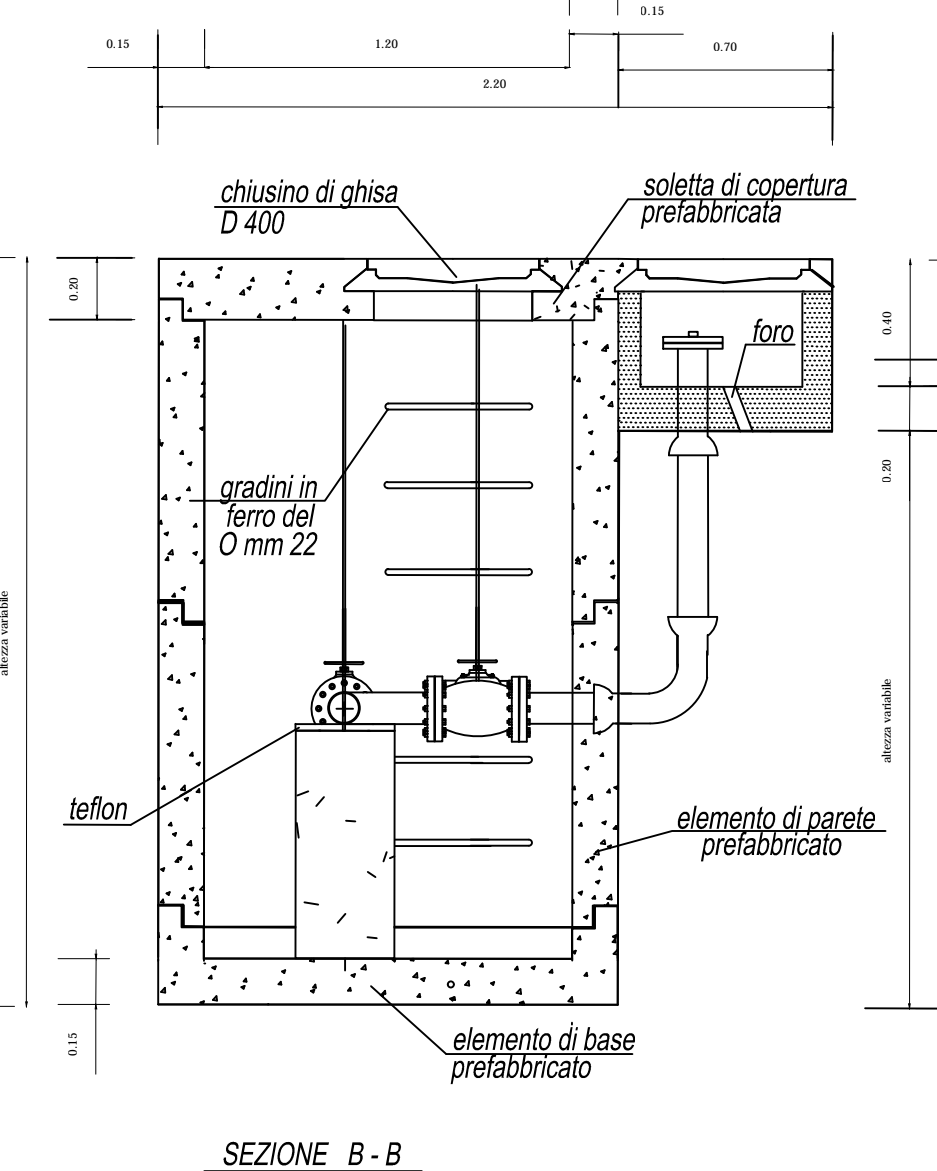 0.15
0.15
1.20
0.70
2.20
chiusino di ghisa
D 400
soletta di copertura
prefabbricata
0.20
0.40
foro
0.20
gradini in
ferro del
O mm 22
altezza variabile
altezza variabile
teflon
elemento di parete
prefabbricato
0.15
elemento di base
prefabbricato
SEZIONE B - B